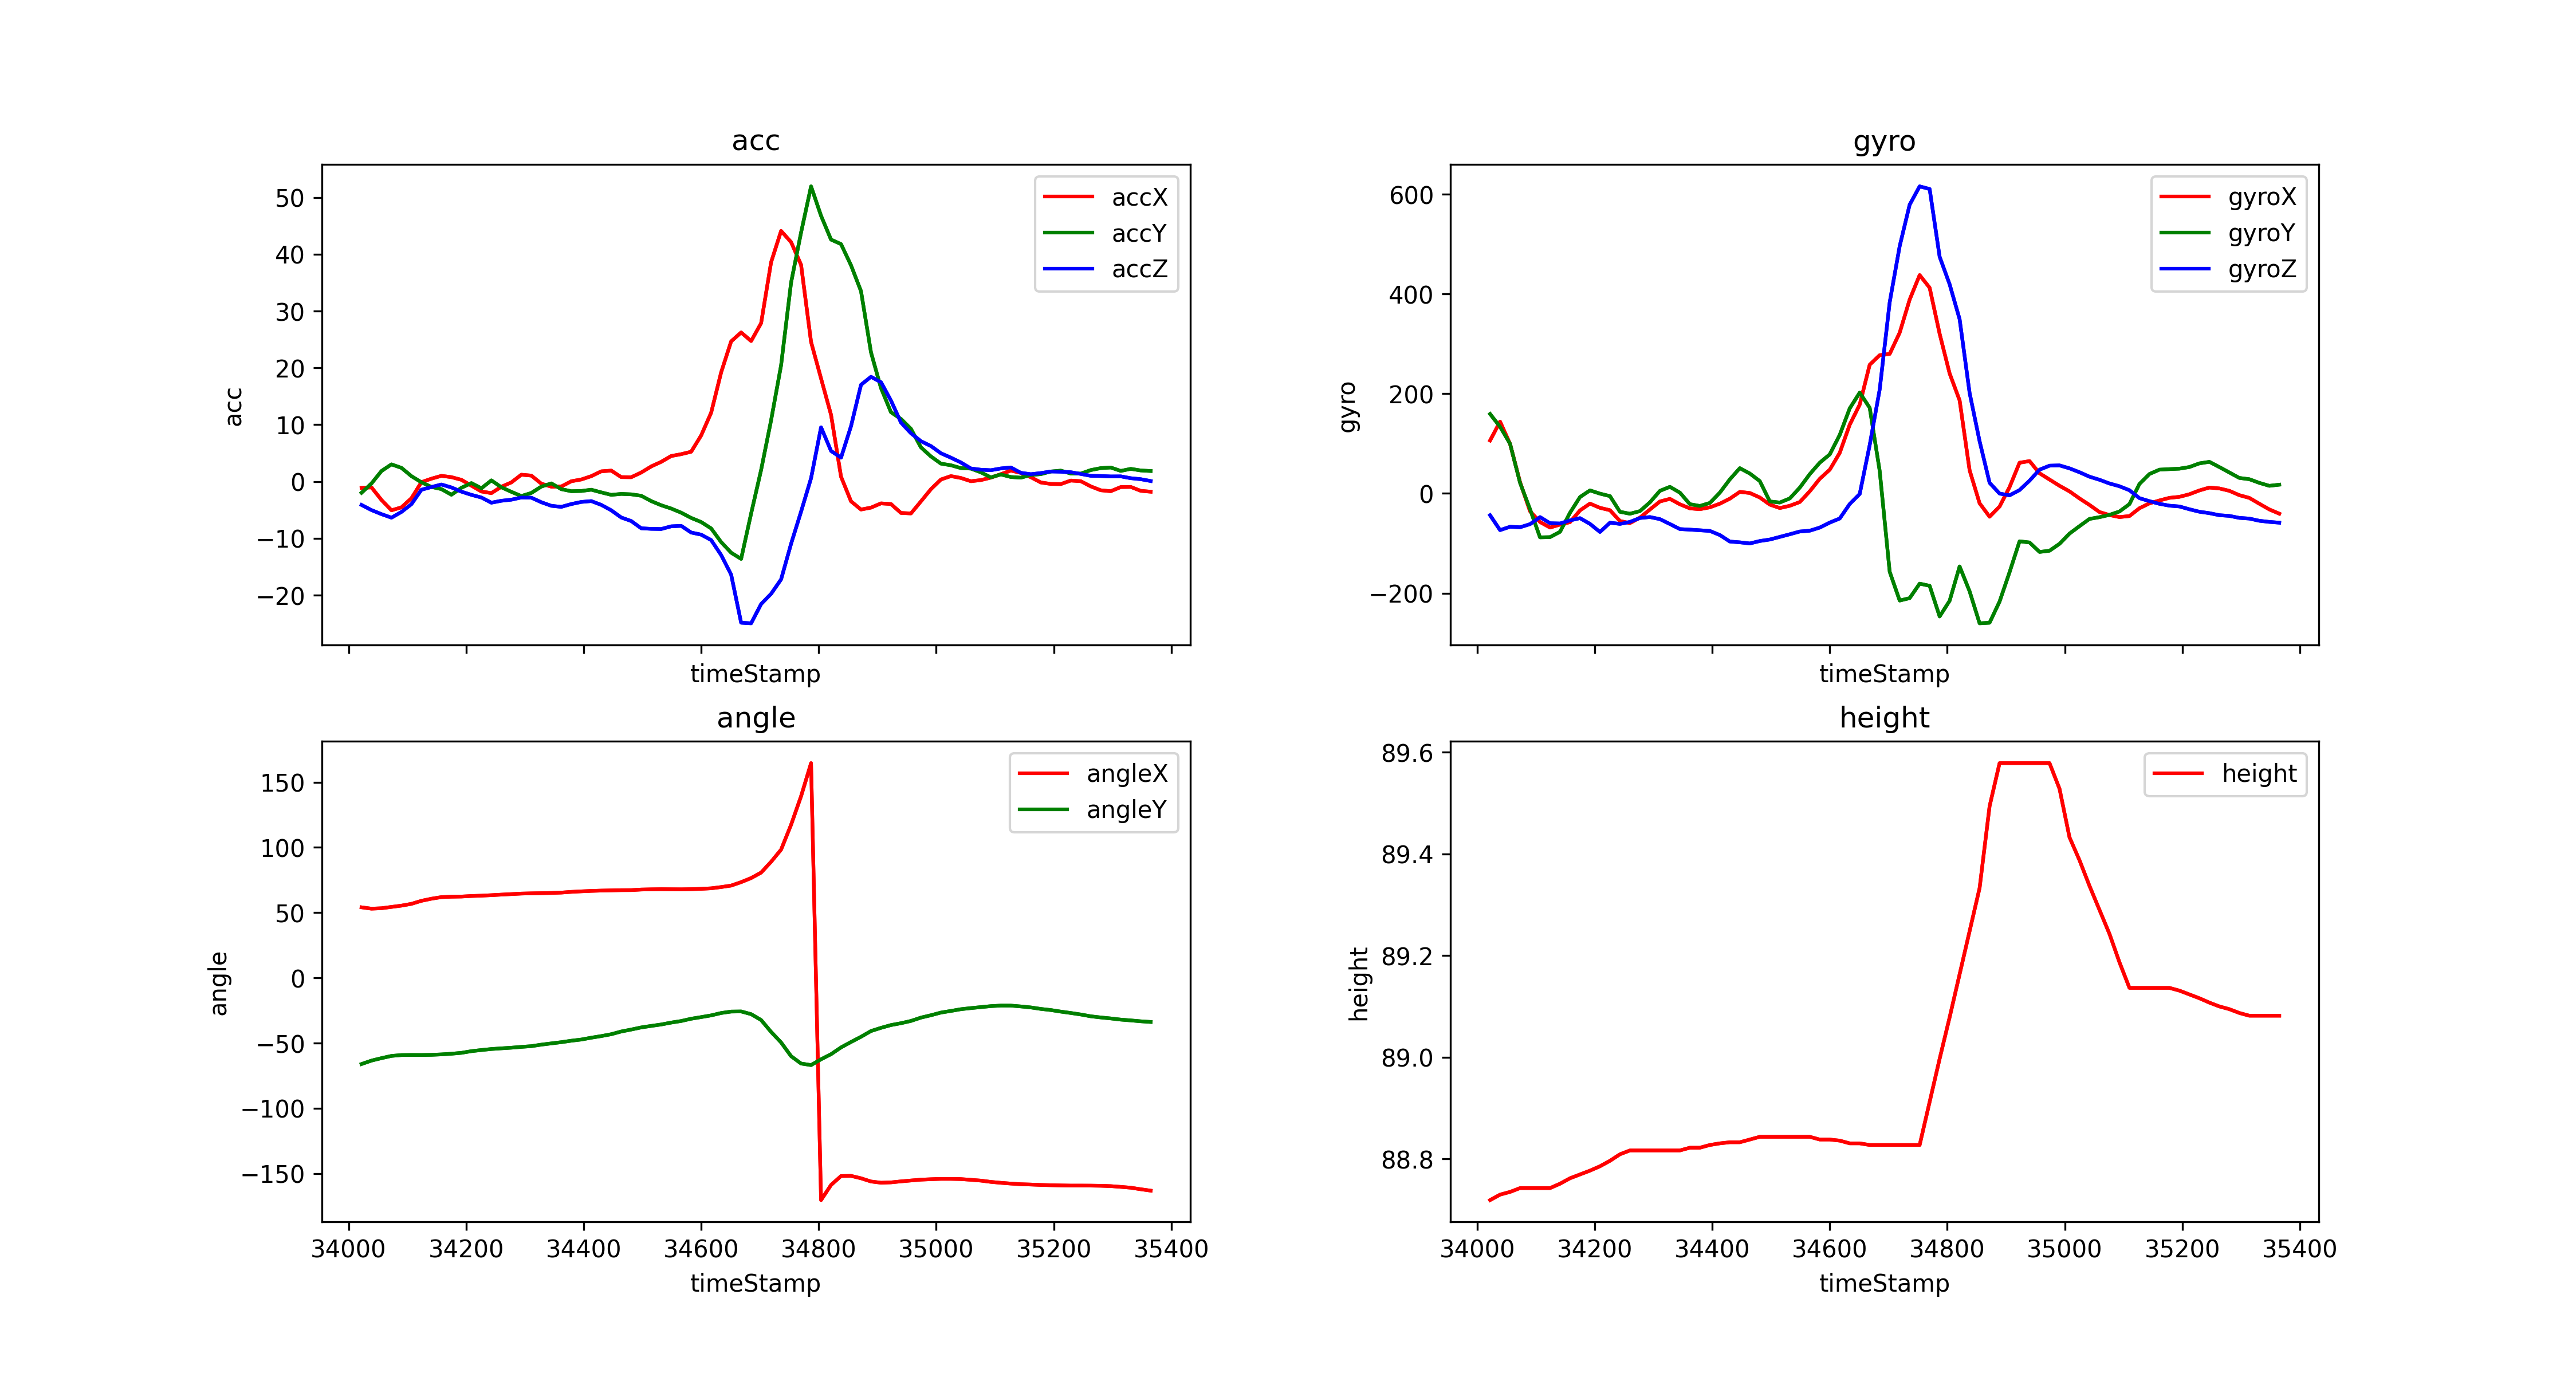 acc
50
40
30
20
10
0
−10
−20
acc
timeStamp
accX
accY
accZ
gyro
600
400
200
0
−200
gyro
timeStamp
gyroX
gyroY
gyroZ
angle
150
100
50
0
−50
−100
−150
angle
34000 34200 34400 34600 34800 35000 35200 35400
timeStamp
angleX
angleY
height
89.6
89.4
89.2
89.0
88.8
height
34000 34200 34400 34600 34800 35000 35200 35400
timeStamp
height